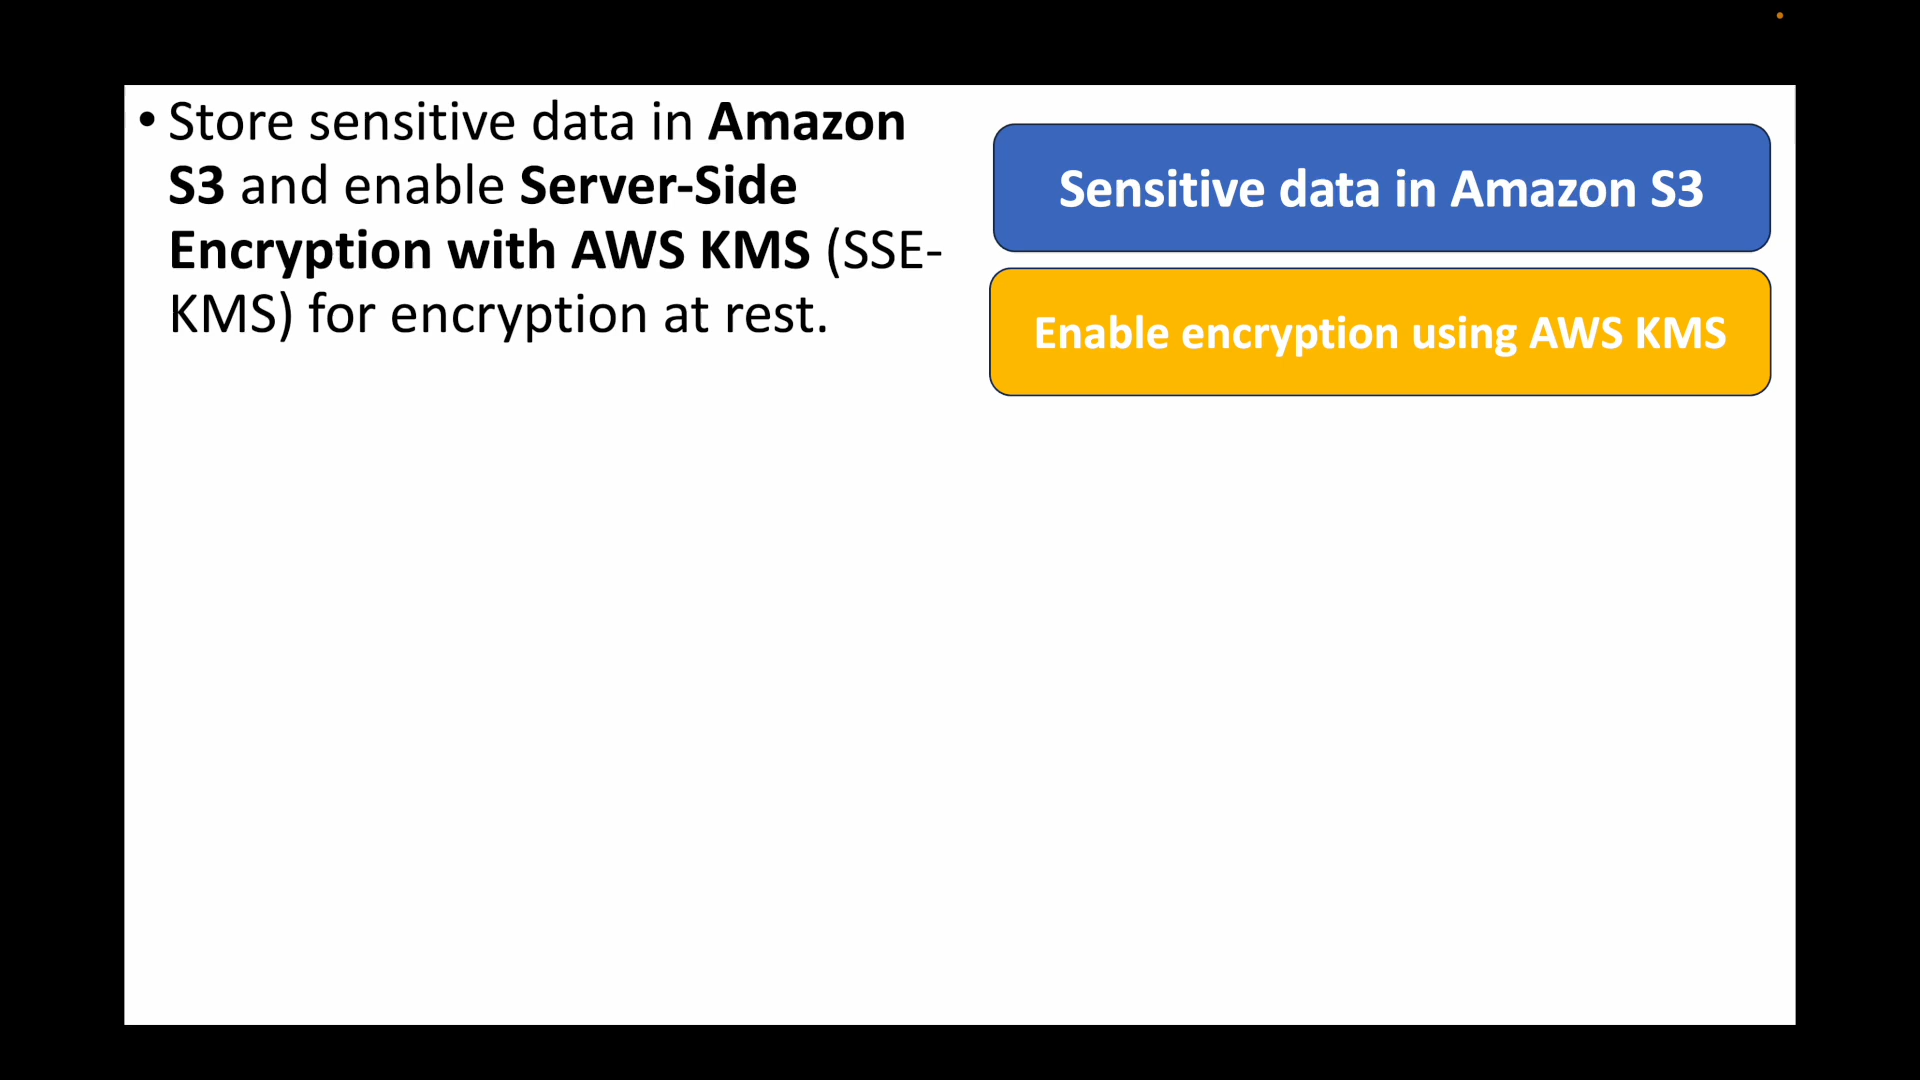 • Store sensitive data in Amazon
S3 and enable Server-Side
Encryption with AWS KMS (SSE-
KMS) for encryption at rest.
Sensitive data in Amazon S3
Enable encryption using AWS KMS